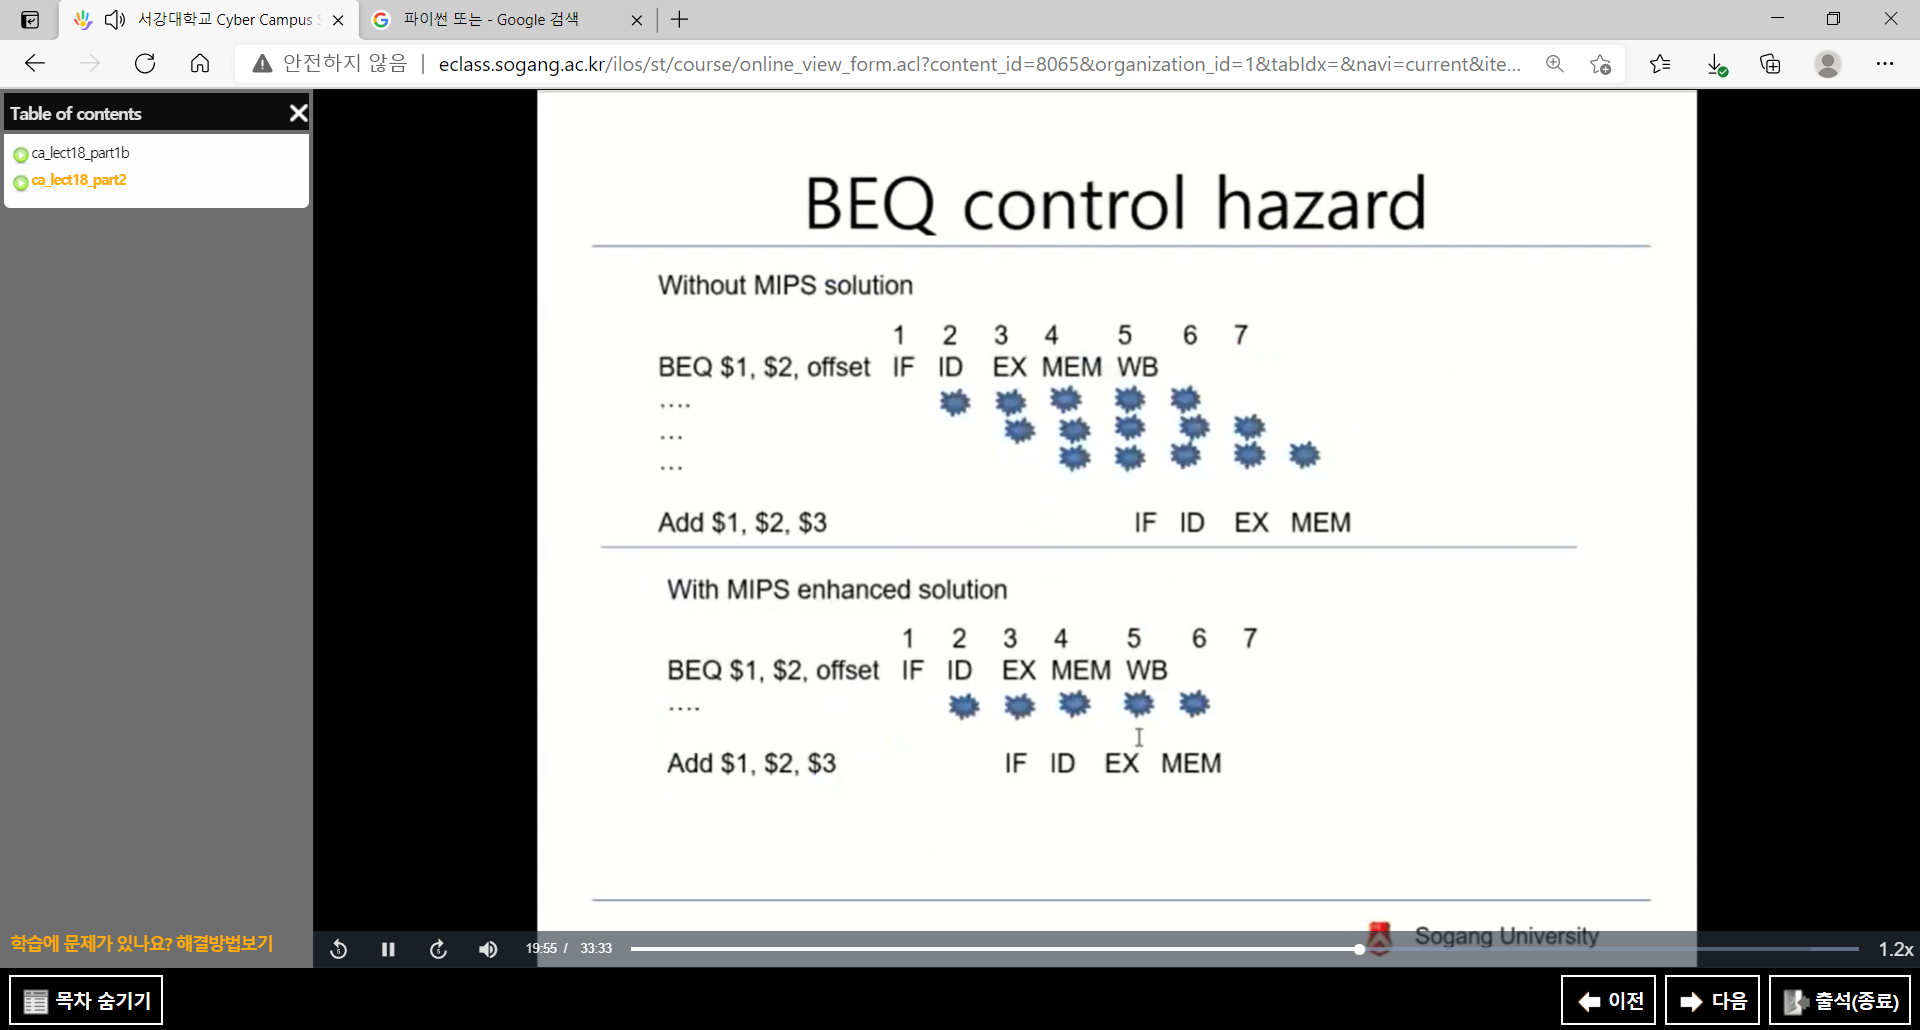 서강대학교 Cyber Campus S
파이썬 또는 - Google 검색
안전하지 않음 | eclass.sogang.ac.kr/ilos/st/course/online_view_form.acl?content_id=8065&organization_id=1&tabIdx=&navi=current&ite...
Table of contents
ca_lect18_part1b
ca_lect18_part2
BEQ control hazard
Without MIPS solution
1 2 3 4 5 6 7
BEQ $1, $2, offset IF ID EX MEM WB
....
...
...
Add $1, $2, $3 IF ID EX MEM
With MIPS enhanced solution
1 2 3 4 5 6 7
BEQ $1, $2, offset IF ID EX MEM WB
....
Add $1, $2, $3 IF ID EX MEM
Sogang University
학습에 문제가 있나요? 해결방법보기
5
5
19:55 / 33:33
1.2x
목차 숨기기
이전
다음
출석(종료)